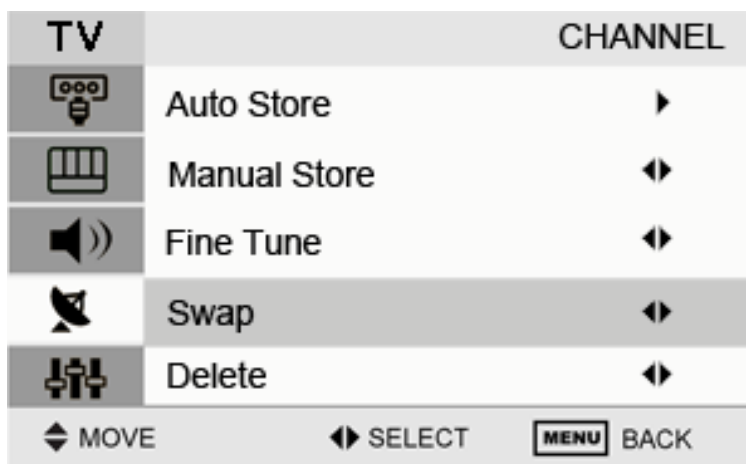 TV CHANNEL
Auto Store
Manual Store
Fine Tune
Swap
Delete
MOVE SELECT MENU BACK